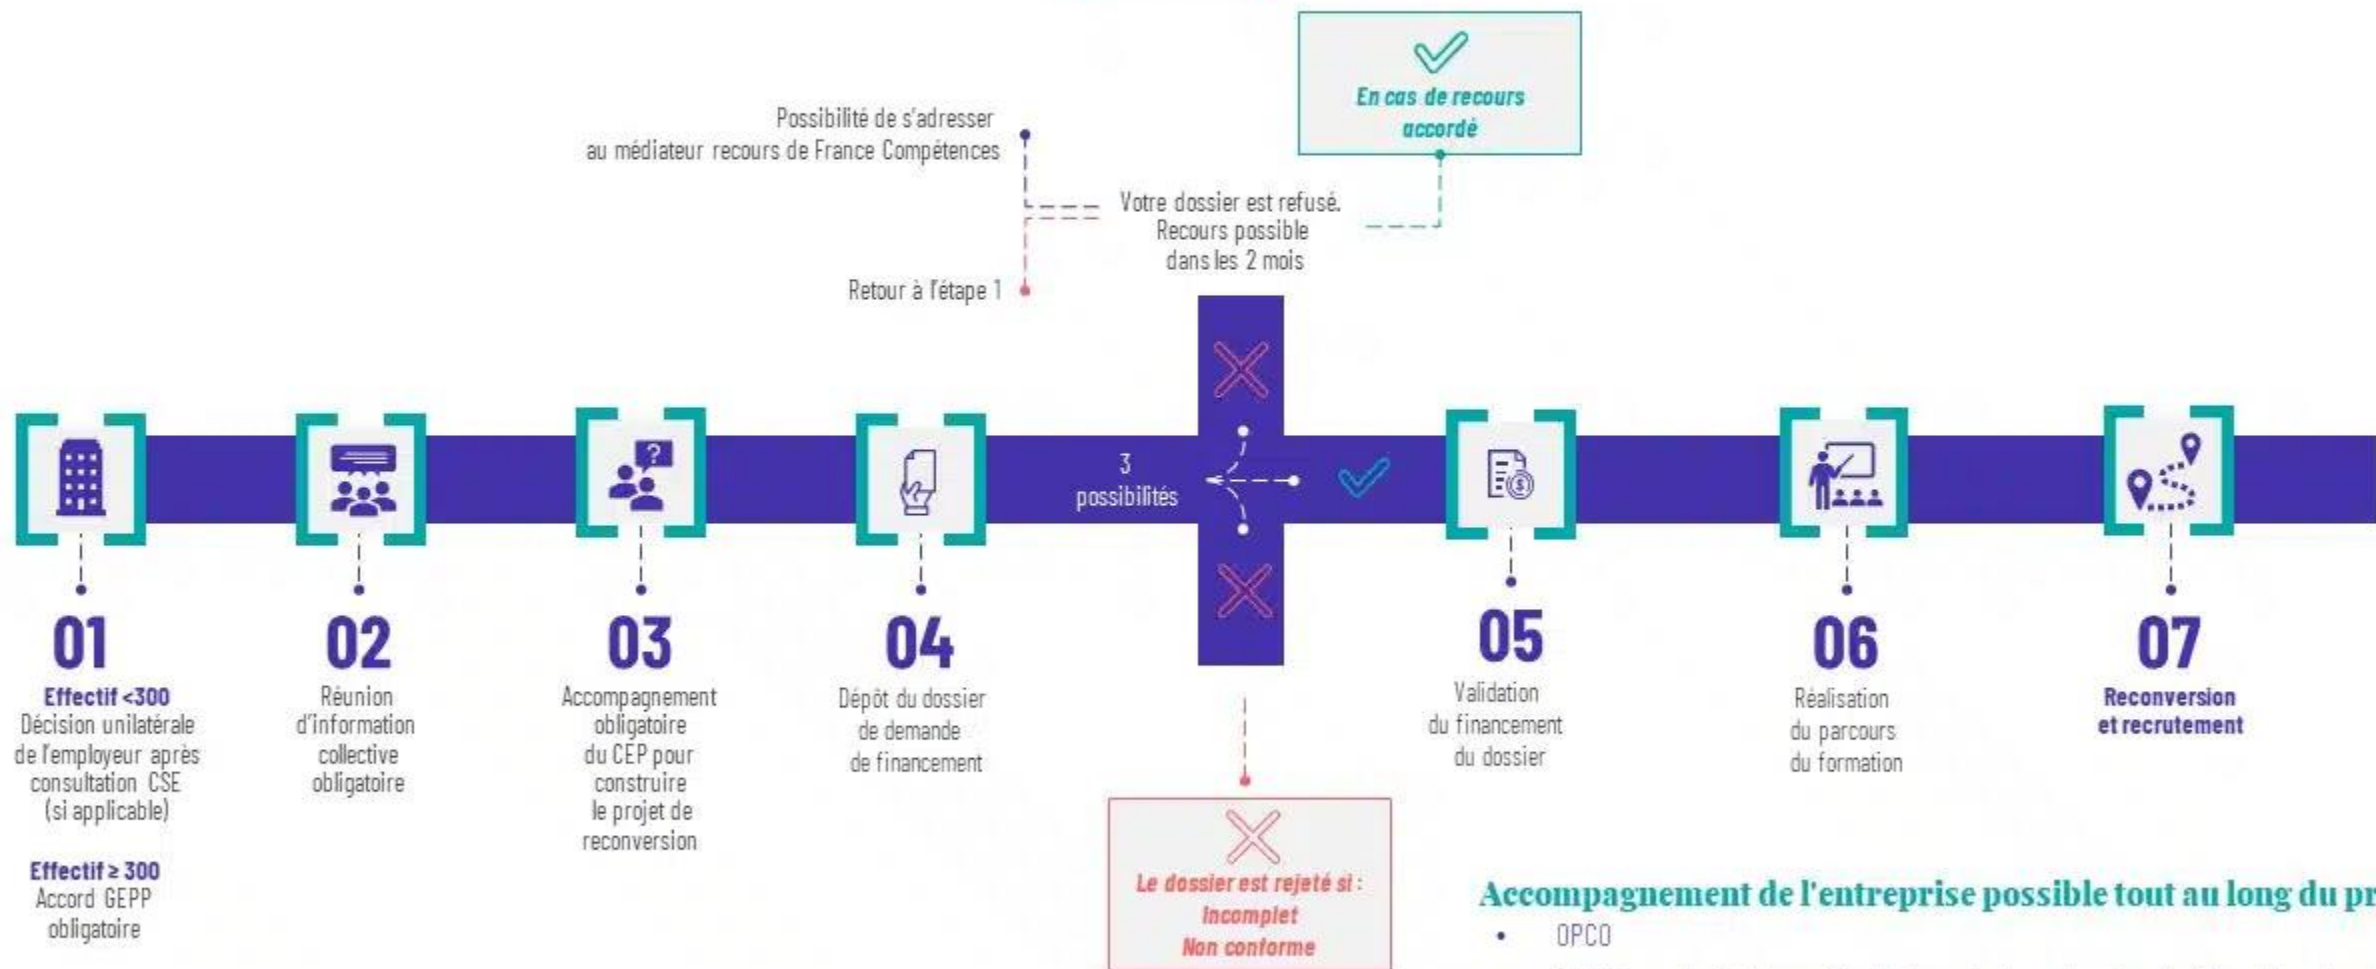 En cas de recours
accordé
Possibilité de s'adresser
au médiateur recours de France Compétences
Votre dossier est refusé.
Recours possible
dans les 2 mois
Retour à l'étape 1
3
possibilités
?
$
01
Effectif <300
Décision unilatérale
de l'employeur après
consultation CSE
(si applicable)
Effectif ≥ 300
Accord GEPP
obligatoire
02
Réunion
d'information
collective
obligatoire
03
Accompagnement
obligatoire
du CEP pour
construire
le projet de
reconversion
04
Dépôt du dossier
de demande
de financement
Le dossier est rejeté si :
Incomplet
Non conforme
05
Validation
du financement
du dossier
06
Réalisation
du parcours
du formation
07
Reconversion
et recrutement
Accompagnement de l'entreprise possible tout au long du pr
• OPCO